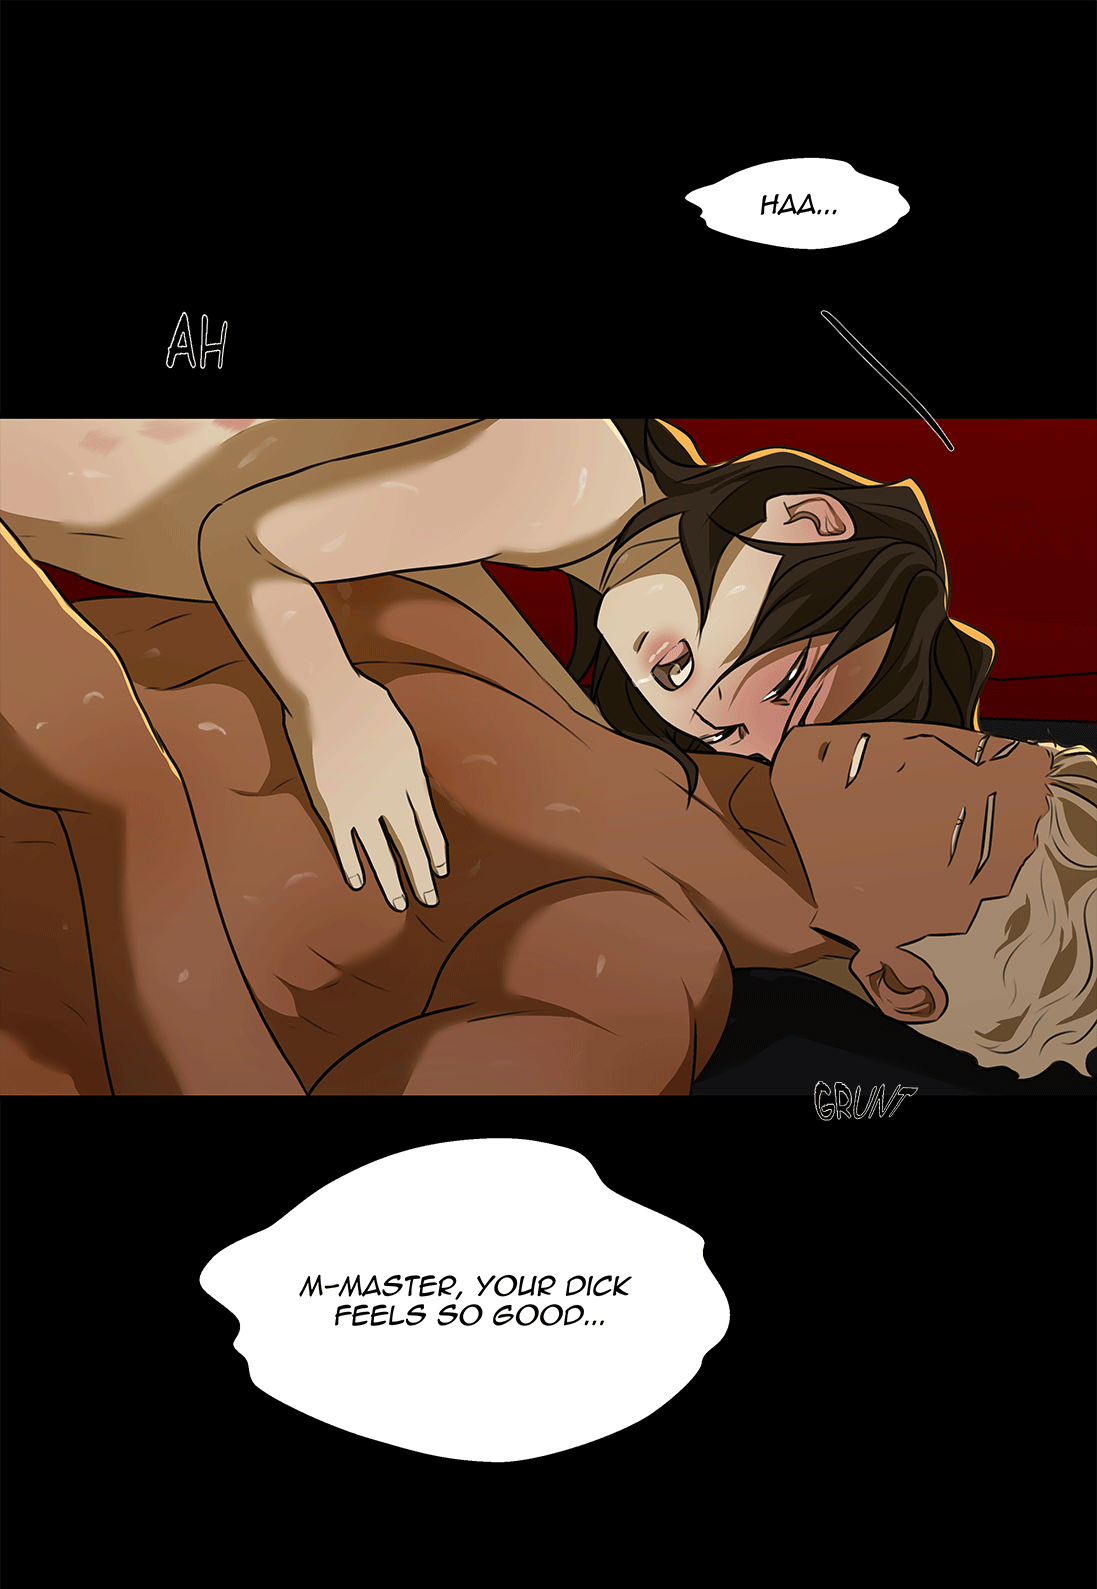 HAA...
AH
GRUNT
M-MASTER, YOUR DICK
FEELS SO GOOD...